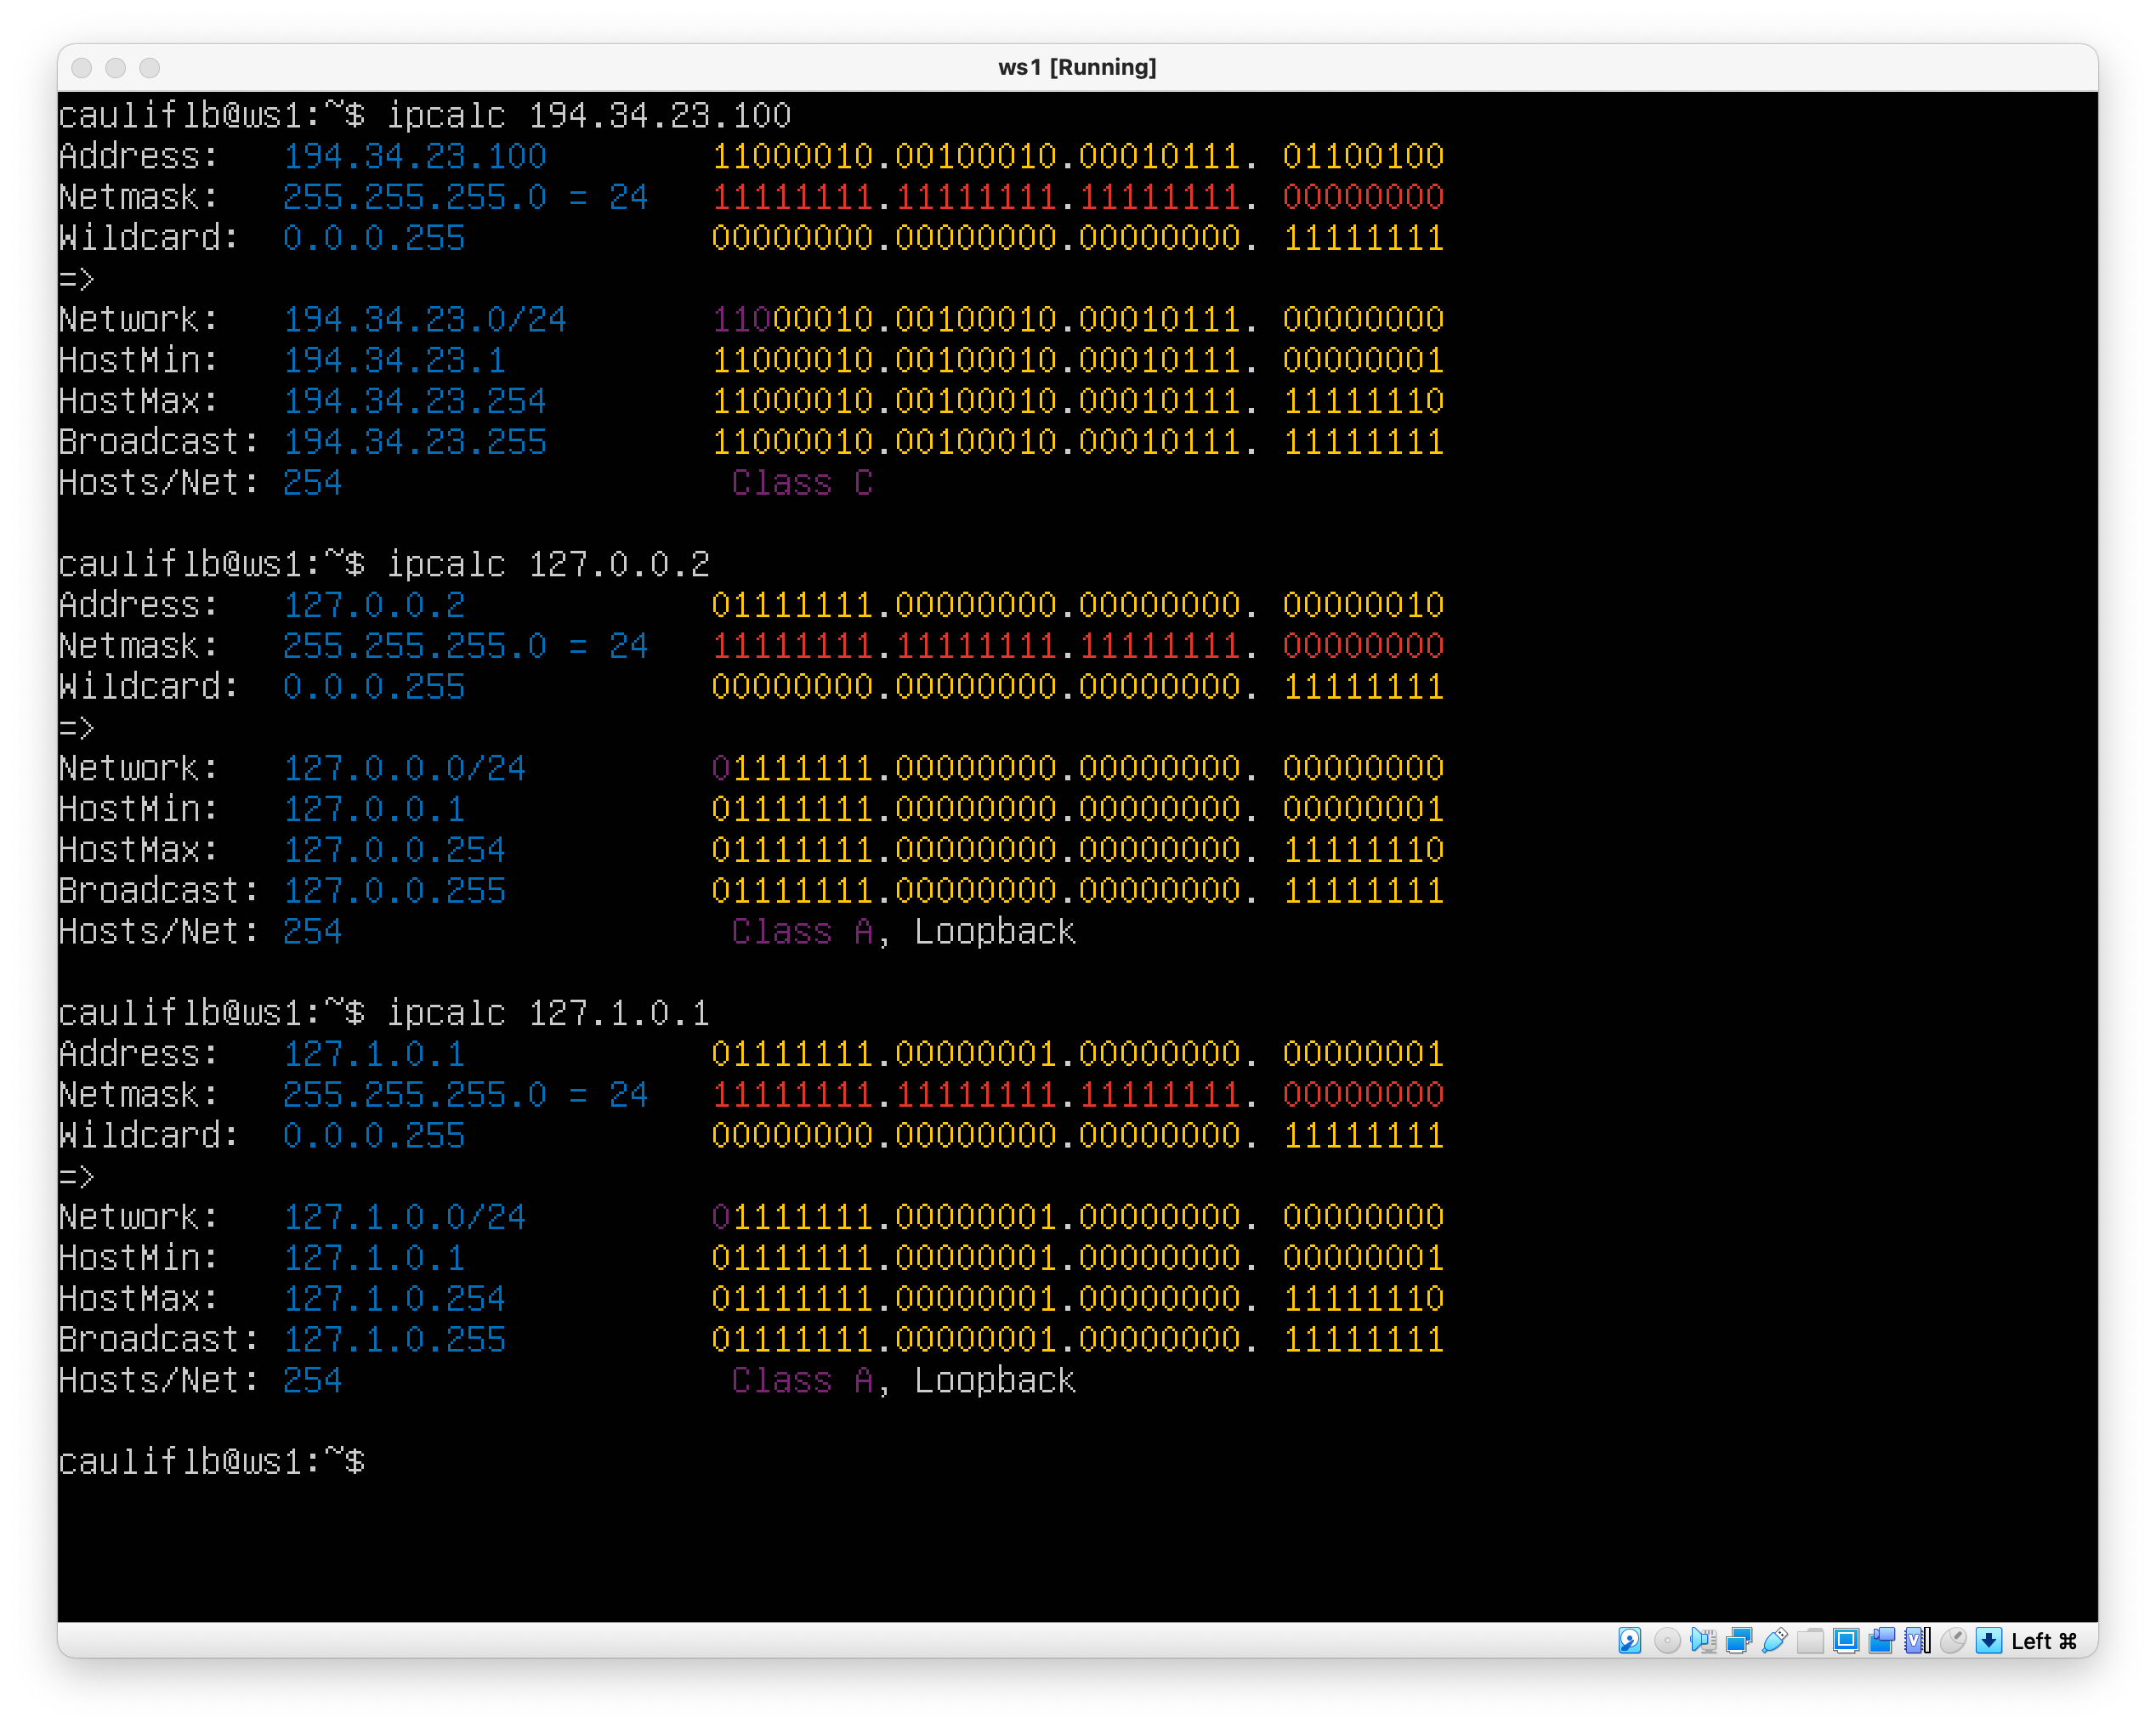 ws1 [Running]
cauliflb@ws1:~$ ipcalc 194.34.23.100
Address:   194.34.23.100        11000010.00100010.00010111. 01100100
Netmask:   255.255.255.0 = 24   11111111.11111111.11111111. 00000000
Wildcard:  0.0.0.255            00000000.00000000.00000000. 11111111
=>
Network:   194.34.23.0/24       11000010.00100010.00010111. 00000000
HostMin:   194.34.23.1          11000010.00100010.00010111. 00000001
HostMax:   194.34.23.254        11000010.00100010.00010111. 11111110
Broadcast: 194.34.23.255        11000010.00100010.00010111. 11111111
Hosts/Net: 254                   Class C
cauliflb@ws1:~$ ipcalc 127.0.0.2
Address:   127.0.0.2            01111111.00000000.00000000. 00000010
Netmask:   255.255.255.0 = 24   11111111.11111111.11111111. 00000000
Wildcard:  0.0.0.255            00000000.00000000.00000000. 11111111
=>
Network:   127.0.0.0/24         01111111.00000000.00000000. 00000000
HostMin:   127.0.0.1            01111111.00000000.00000000. 00000001
HostMax:   127.0.0.254          01111111.00000000.00000000. 11111110
Broadcast: 127.0.0.255          01111111.00000000.00000000. 11111111
Hosts/Net: 254                   Class A, Loopback
cauliflb@ws1:~$ ipcalc 127.1.0.1
Address:   127.1.0.1            01111111.00000001.00000000. 00000001
Netmask:   255.255.255.0 = 24   11111111.11111111.11111111. 00000000
Wildcard:  0.0.0.255            00000000.00000000.00000000. 11111111
=>
Network:   127.1.0.0/24         01111111.00000001.00000000. 00000000
HostMin:   127.1.0.1            01111111.00000001.00000000. 00000001
HostMax:   127.1.0.254          01111111.00000001.00000000. 11111110
Broadcast: 127.1.0.255          01111111.00000001.00000000. 11111111
Hosts/Net: 254                   Class A, Loopback
cauliflb@ws1:~$
Left ⌘